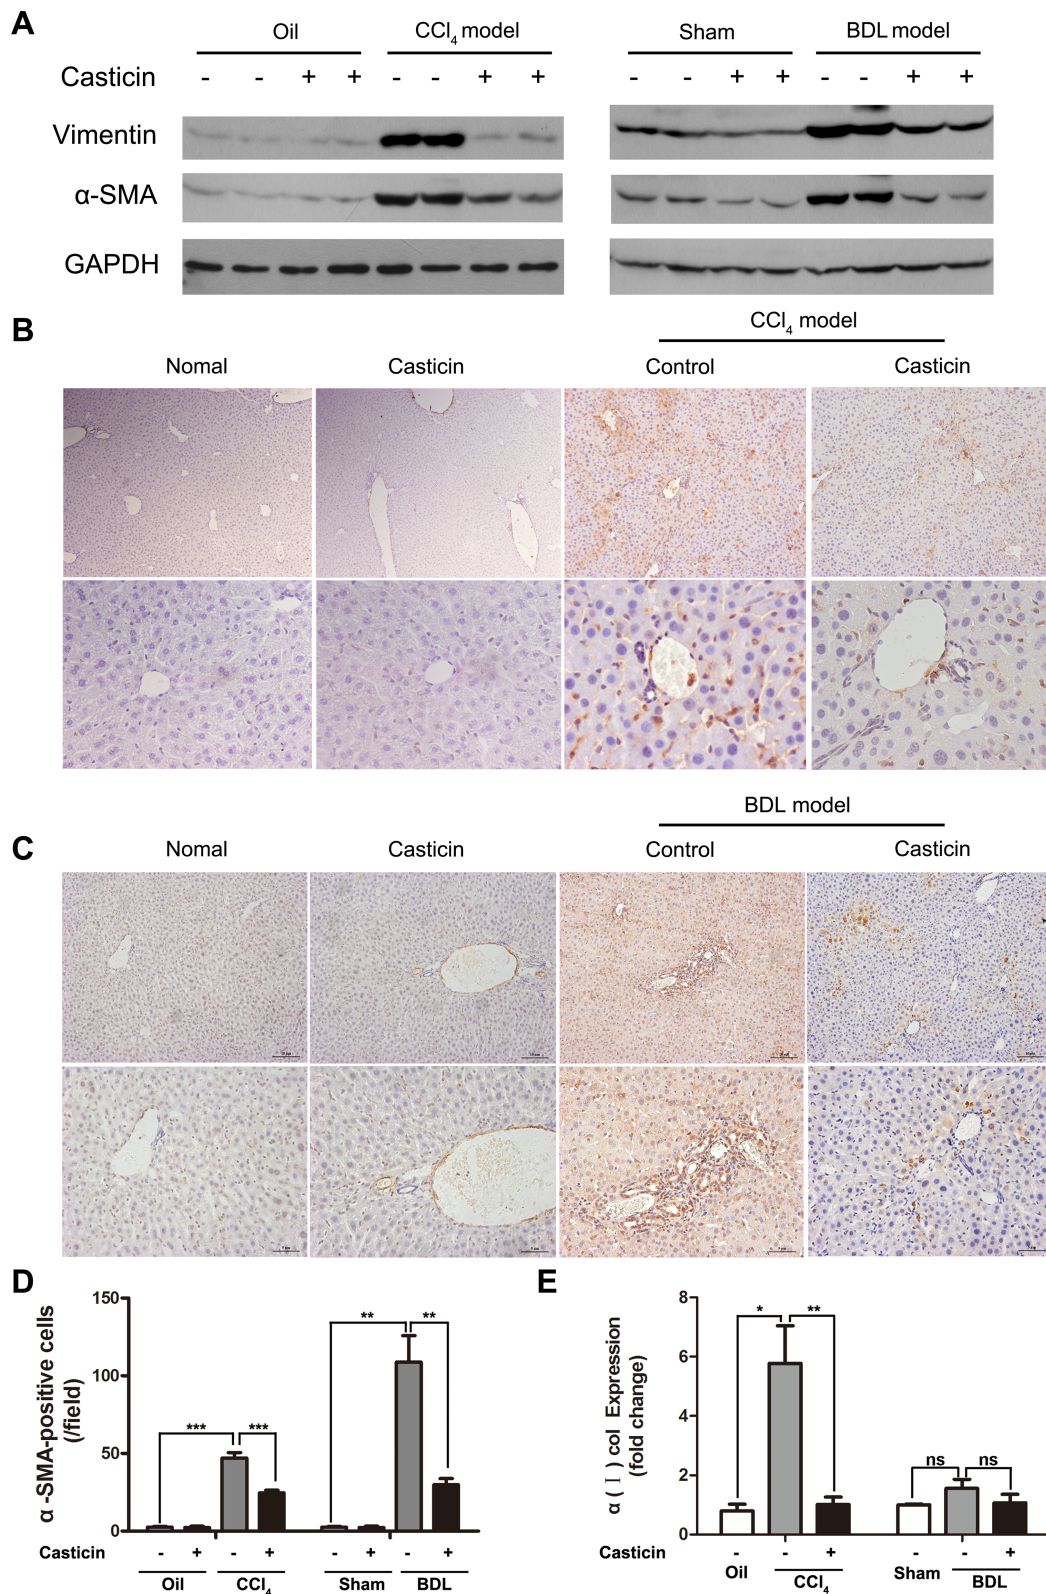 A
Oil CCl4 model Sham BDL model
Casticin - - + + - - + + - - + + - - + +
Vimentin
α-SMA
GAPDH
B
CCl4 model
Nomal Casticin Control Casticin
BDL model
C
Nomal Casticin Control Casticin
D
α -SMA-positive cells
(/field)
150
100
50
0
*** *** ** **
Casticin - + - + - + - +
Oil CCl4 Sham BDL
E
α ( Ⅰ ) col Expression
(fold change)
8
6
4
2
0
* ** ns ns
Casticin - - + - - +
Oil CCl4 Sham BDL